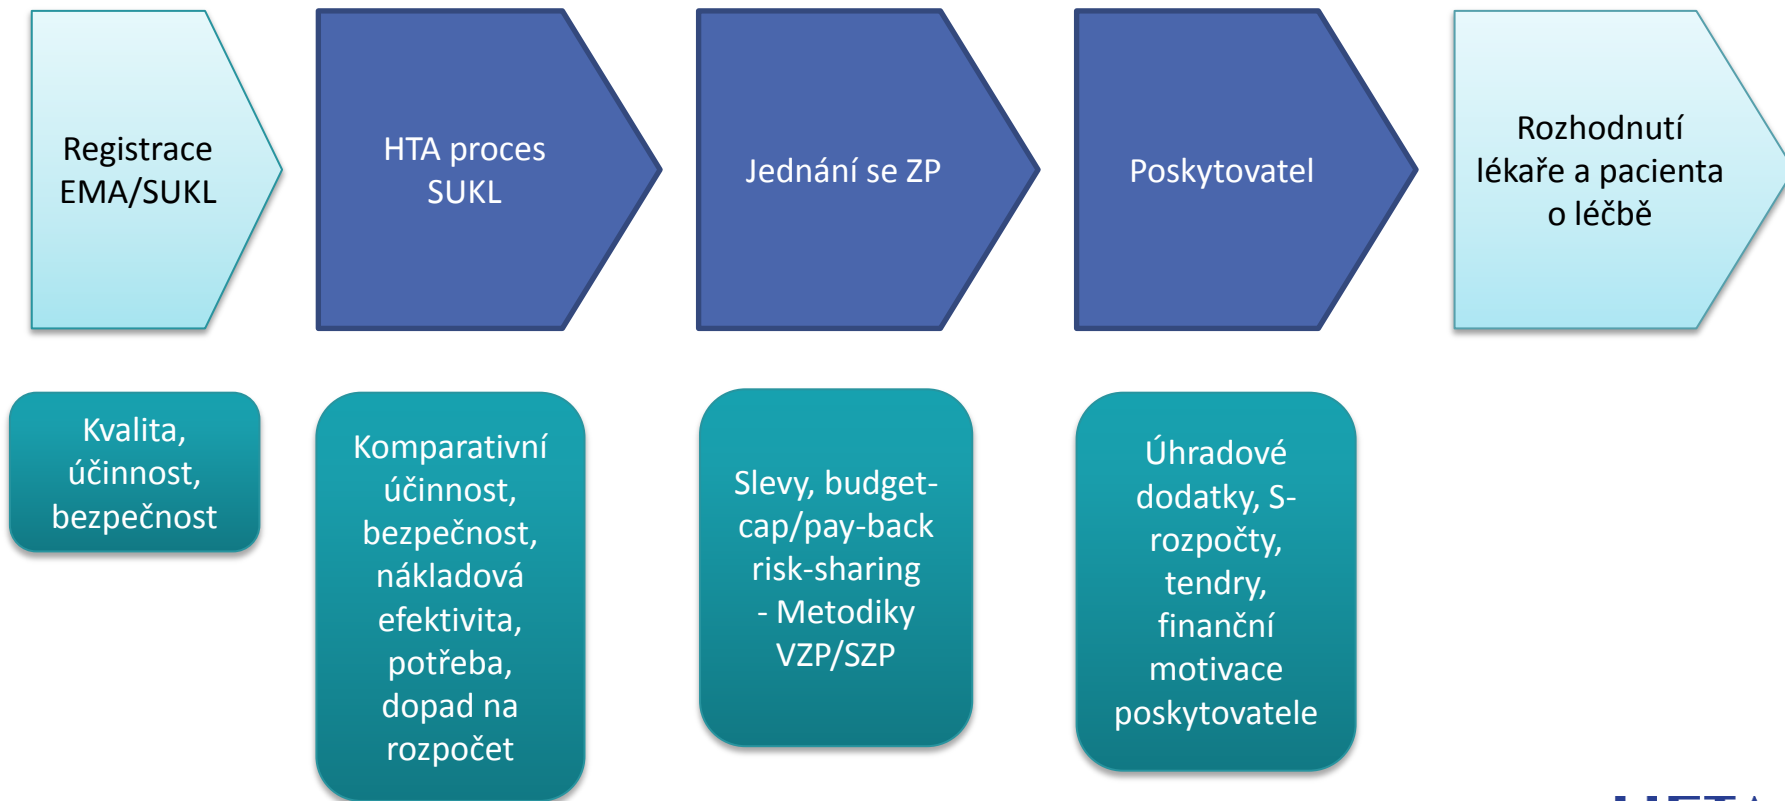 Registrace
EMA/SUKL
HTA proces
SUKL
Jednání se ZP
Poskytovatel
Rozhodnutí
lékaře a pacienta
o léčbě
Kvalita,
účinnost,
bezpečnost
Komparativní
účinnost,
bezpečnost,
nákladová
efektivita,
potřeba,
dopad na
rozpočet
Slevy, budget-
cap/pay-back
risk-sharing
- Metodiky
VZP/SZP
Úhradové
dodatky, S-
rozpočty,
tendry,
finanční
motivace
poskytovatele